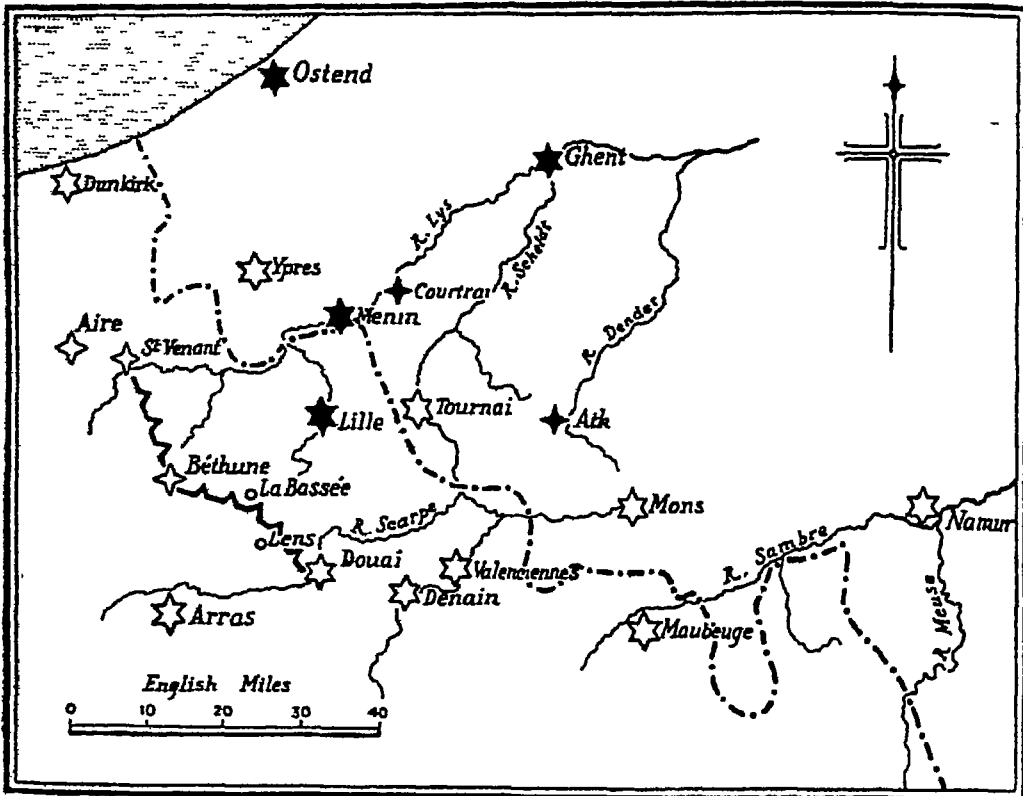 Ostend
Ghent
Dunkirk
R. Lys
R. Scheldt
Ypres
Courtrai
Menin
Aire
St Venant
R Dender
Lille
Tournai
Ath
Béthune
La Bassée
Mons
Namur
R. Scarpe
Lens
R. Sambre
Douai
Valenciennes
Denain
R Meuse
Arras
Maubeuge
English Miles
0 10 20 30 40